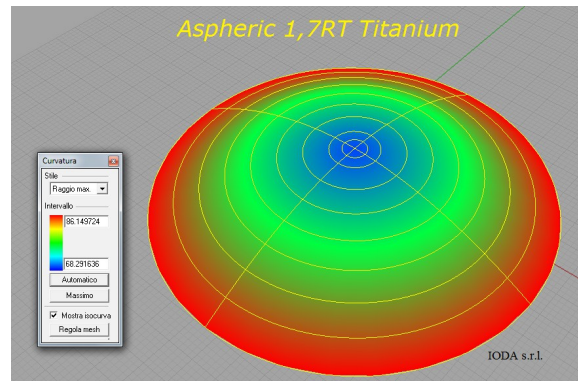 Aspheric 1,7RT Titanium
Curvatura
Stile
Raggio max.
Intervallo
86.149724
68.291636
Automatico
Massimo
Mostra isocurva
Regola mesh
IODA s.r.l.